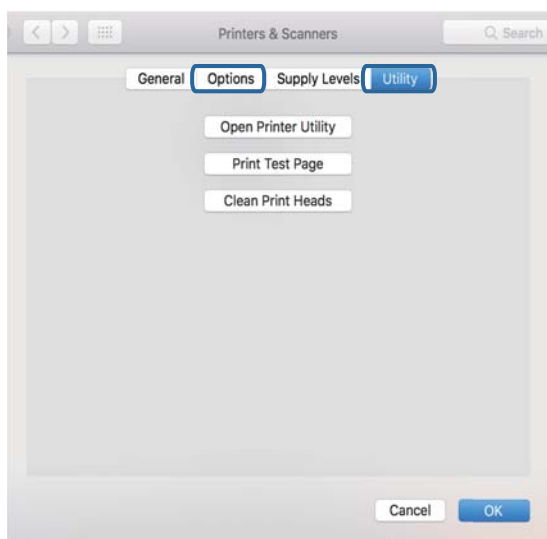 Printers & Scanners Search
General Options Supply Levels Utility
Open Printer Utility
Print Test Page
Clean Print Heads
Cancel OK